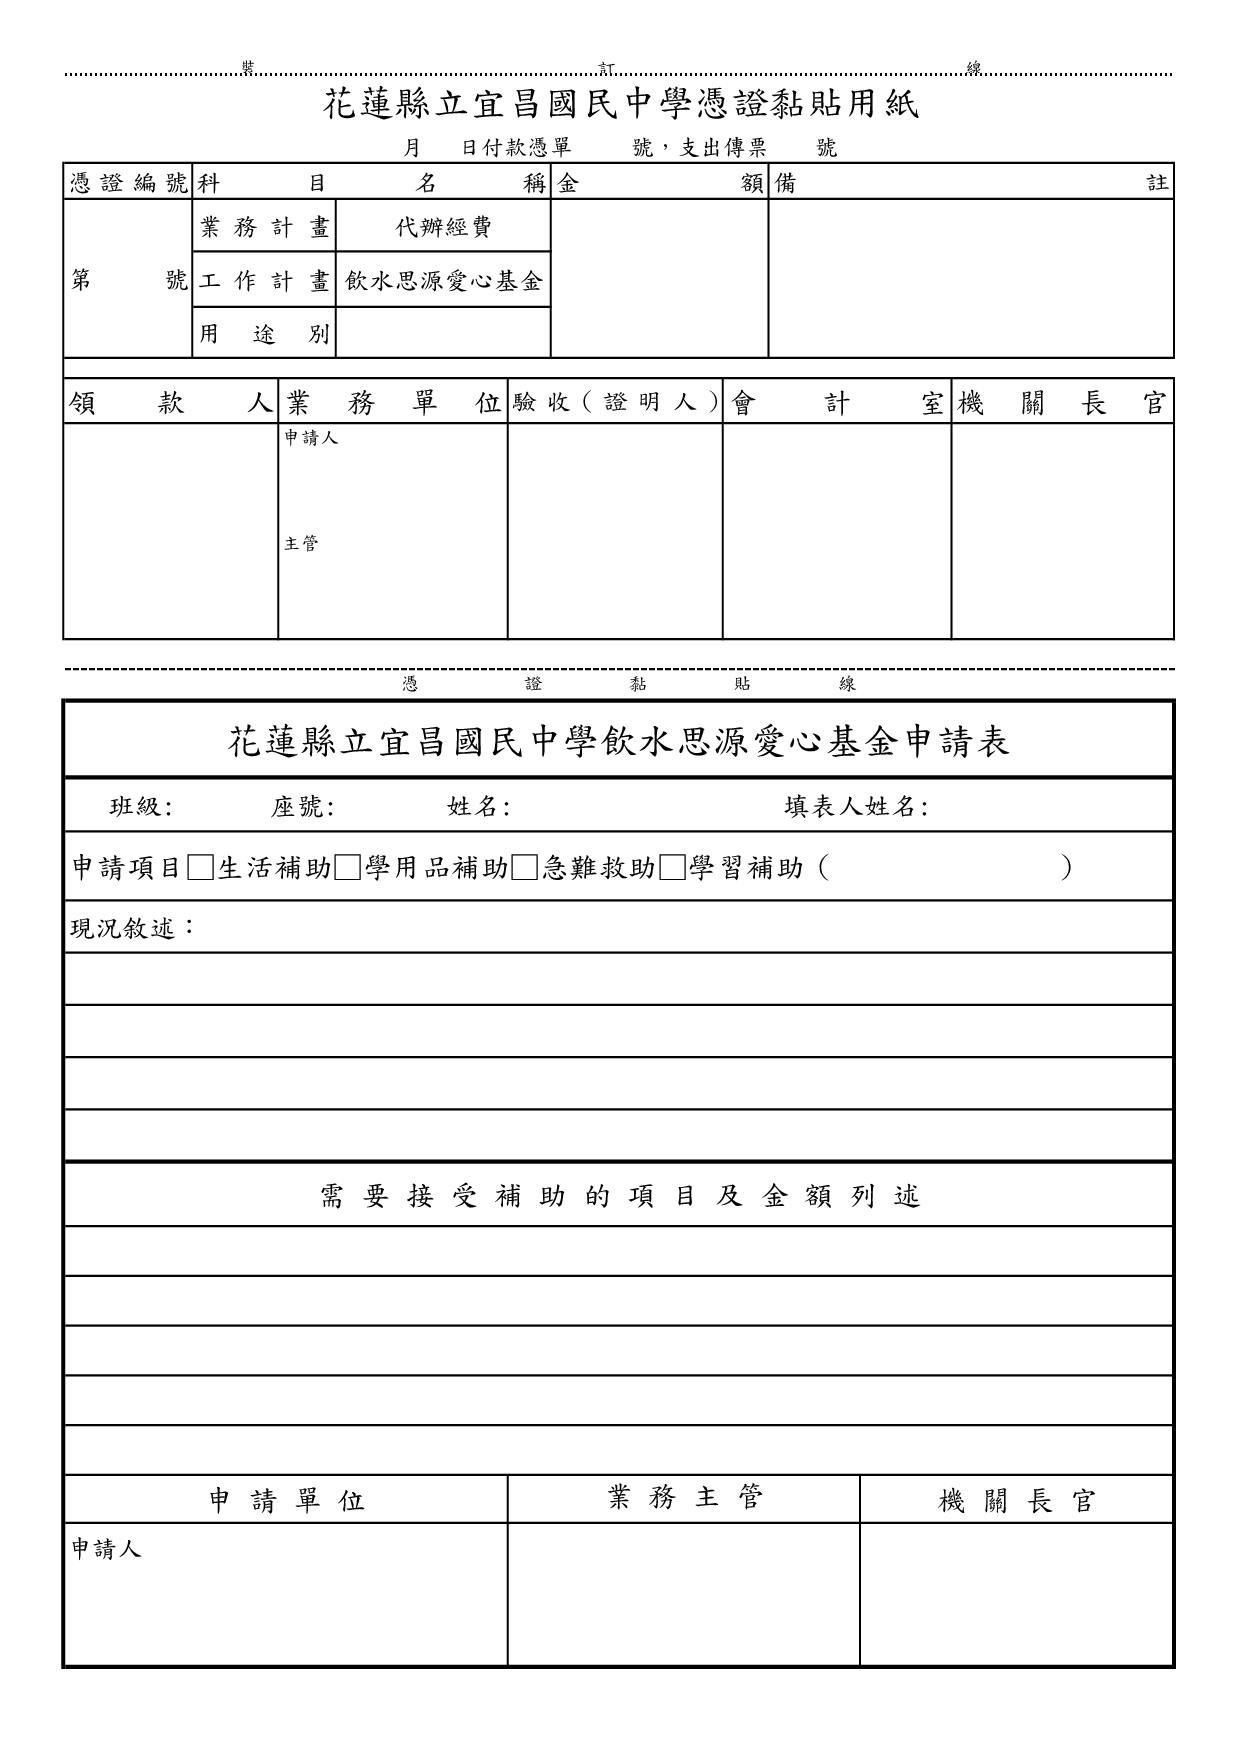 裝 訂 線
花蓮縣立宜昌國民中學憑證黏貼用紙
月 日付款憑單 號，支出傳票 號
憑證編號 科目名稱 金額 備註
業務計畫 代辦經費
第 號 工作計畫 飲水思源愛心基金
用途別
領款人 業務單位 驗收(證明人) 會計室 機關長官
申請人
主管
憑 證 黏 貼 線
花蓮縣立宜昌國民中學飲水思源愛心基金申請表
班級: 座號: 姓名: 填表人姓名:
申請項目□生活補助□學用品補助□急難救助□學習補助（ ）
現況敘述：
需要接受補助的項目及金額列述
申請單位 業務主管 機關長官
申請人